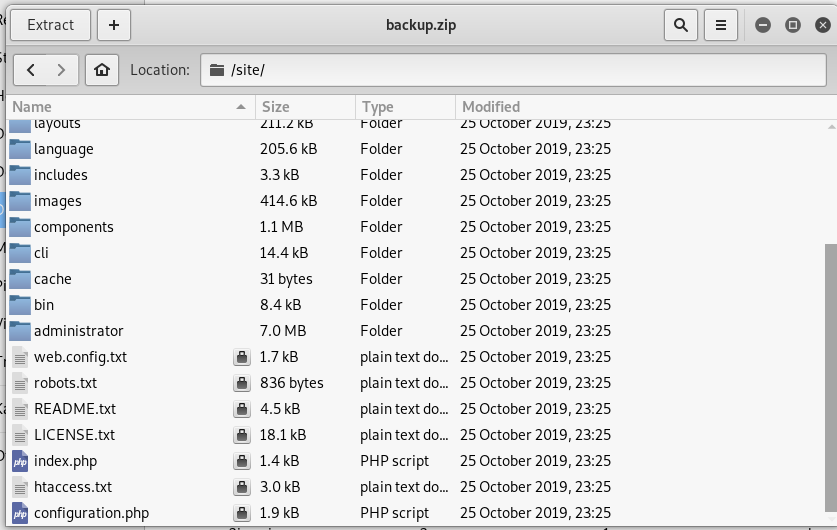 Extract + backup.zip
Location: /site/
Name Size Type Modified
layouts 211.2 kB Folder 25 October 2019, 23:25
language 205.6 kB Folder 25 October 2019, 23:25
includes 3.3 kB Folder 25 October 2019, 23:25
images 414.6 kB Folder 25 October 2019, 23:25
components 1.1 MB Folder 25 October 2019, 23:25
cli 14.4 kB Folder 25 October 2019, 23:25
cache 31 bytes Folder 25 October 2019, 23:25
bin 8.4 kB Folder 25 October 2019, 23:25
administrator 7.0 MB Folder 25 October 2019, 23:25
web.config.txt 1.7 kB plain text do... 25 October 2019, 23:25
robots.txt 836 bytes plain text do... 25 October 2019, 23:25
README.txt 4.5 kB plain text do... 25 October 2019, 23:25
LICENSE.txt 18.1 kB plain text do... 25 October 2019, 23:25
php index.php 1.4 kB PHP script 25 October 2019, 23:25
htaccess.txt 3.0 kB plain text do... 25 October 2019, 23:25
php configuration.php 1.9 kB PHP script 25 October 2019, 23:25